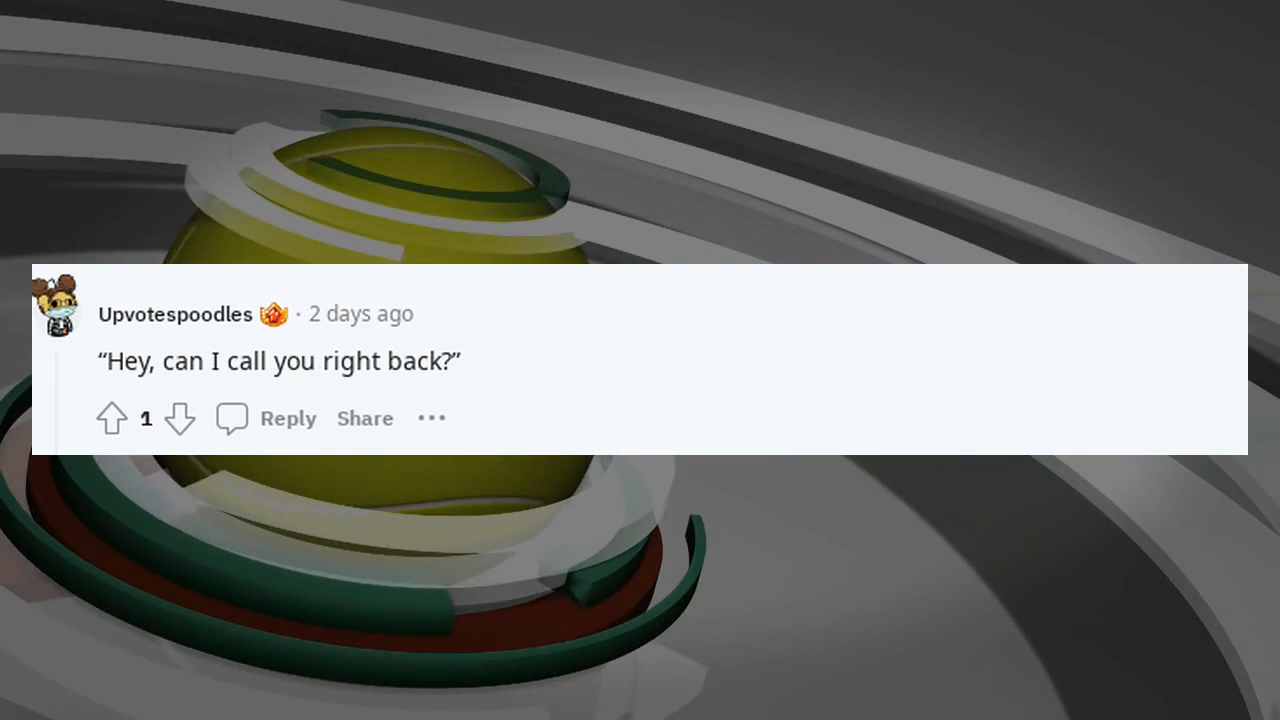 Upvotespoodles · 2 days ago
“Hey, can I call you right back?”
1 Reply Share ···